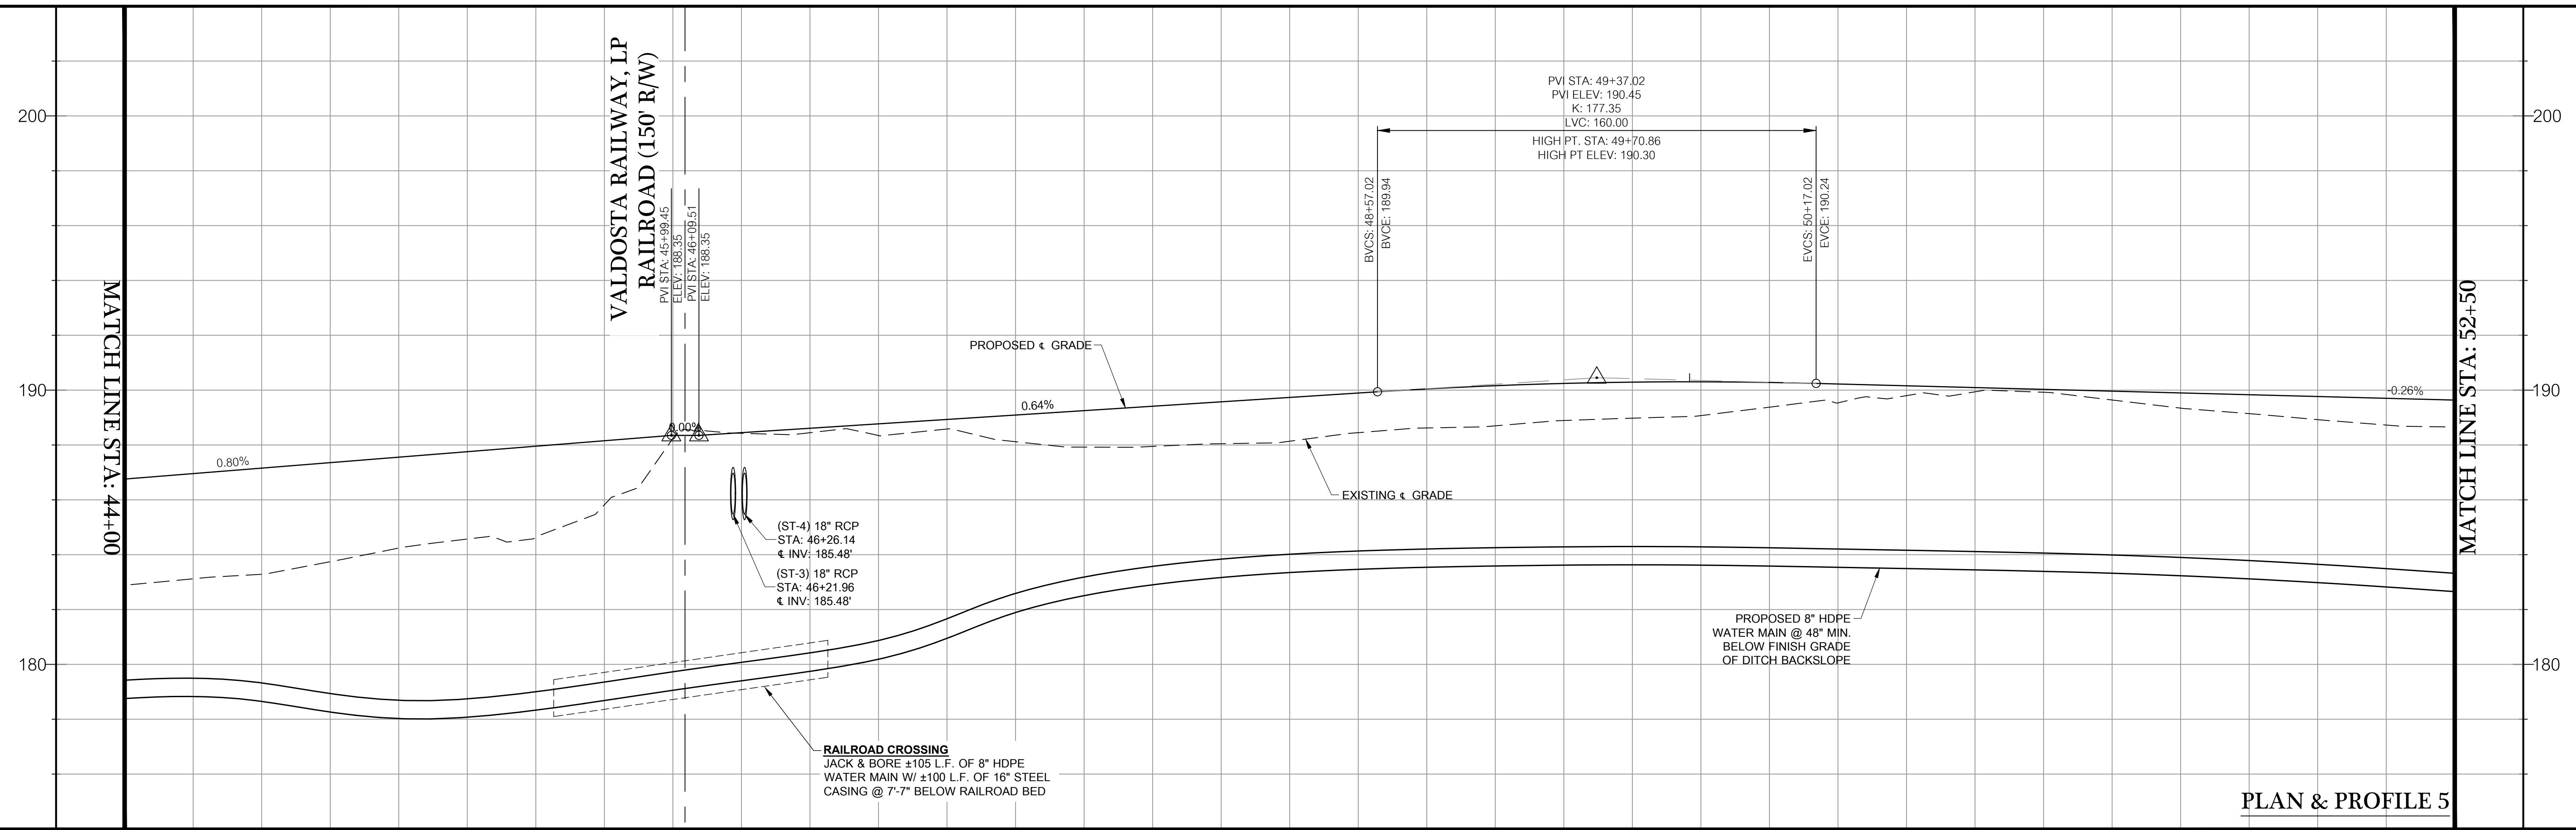 200
190
180
MATCH LINE STA: 44+00
VALDOSTA RAILWAY, LP
RAILROAD (150' R/W)
PVI STA: 45+99.45
ELEV: 188.35
PVI STA: 46+09.51
ELEV: 188.35
0.80%
0.00%
0.64%
PROPOSED ℄ GRADE
(ST-4) 18" RCP
STA: 46+26.14
℄ INV: 185.48'
(ST-3) 18" RCP
STA: 46+21.96
℄ INV: 185.48'
RAILROAD CROSSING
JACK & BORE ±105 L.F. OF 8" HDPE
WATER MAIN W/ ±100 L.F. OF 16" STEEL
CASING @ 7'-7" BELOW RAILROAD BED
EXISTING ℄ GRADE
PVI STA: 49+37.02
PVI ELEV: 190.45
K: 177.35
LVC: 160.00
HIGH PT. STA: 49+70.86
HIGH PT ELEV: 190.30
BVCS: 48+57.02
BVCE: 189.94
EVCS: 50+17.02
EVCE: 190.24
PROPOSED 8" HDPE
WATER MAIN @ 48" MIN.
BELOW FINISH GRADE
OF DITCH BACKSLOPE
-0.26%
MATCH LINE STA: 52+50
200
190
180
PLAN & PROFILE 5